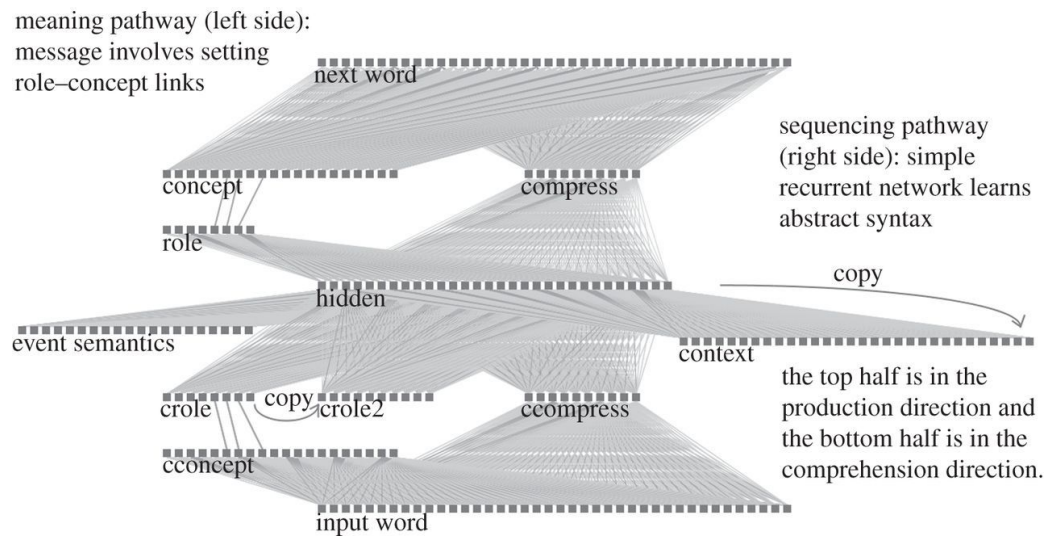 meaning pathway (left side):
message involves setting
role–concept links
next word
sequencing pathway
(right side): simple
recurrent network learns
abstract syntax
concept
compress
role
hidden
copy
event semantics
context
the top half is in the
production direction and
the bottom half is in the
comprehension direction.
crole
copy
crole2
ccompress
cconcept
input word